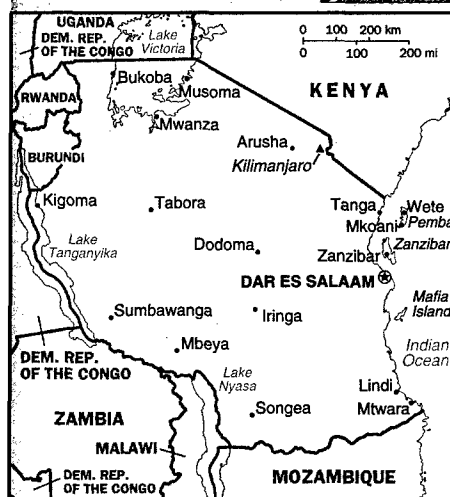 UGANDA
Lake
Victoria
DEM. REP.
OF THE CONGO
0 100 200 km
0 100 200 mi
KENYA
Bukoba
Musoma
RWANDA
Mwanza
BURUNDI
Arusha
Kilimanjaro
Kigoma
Tabora
Tanga
Wete
Mkoani
Pemba
Lake
Tanganyika
Dodoma
Zanzibar
Zanzibar
DAR ES SALAAM
Mafia
Island
Sumbawanga
Iringa
Mbeya
Indian
Ocean
DEM. REP.
OF THE CONGO
Lake
Nyasa
Lindi
Mtwara
Songea
ZAMBIA
MALAWI
DEM. REP.
OF THE CONGO
MOZAMBIQUE